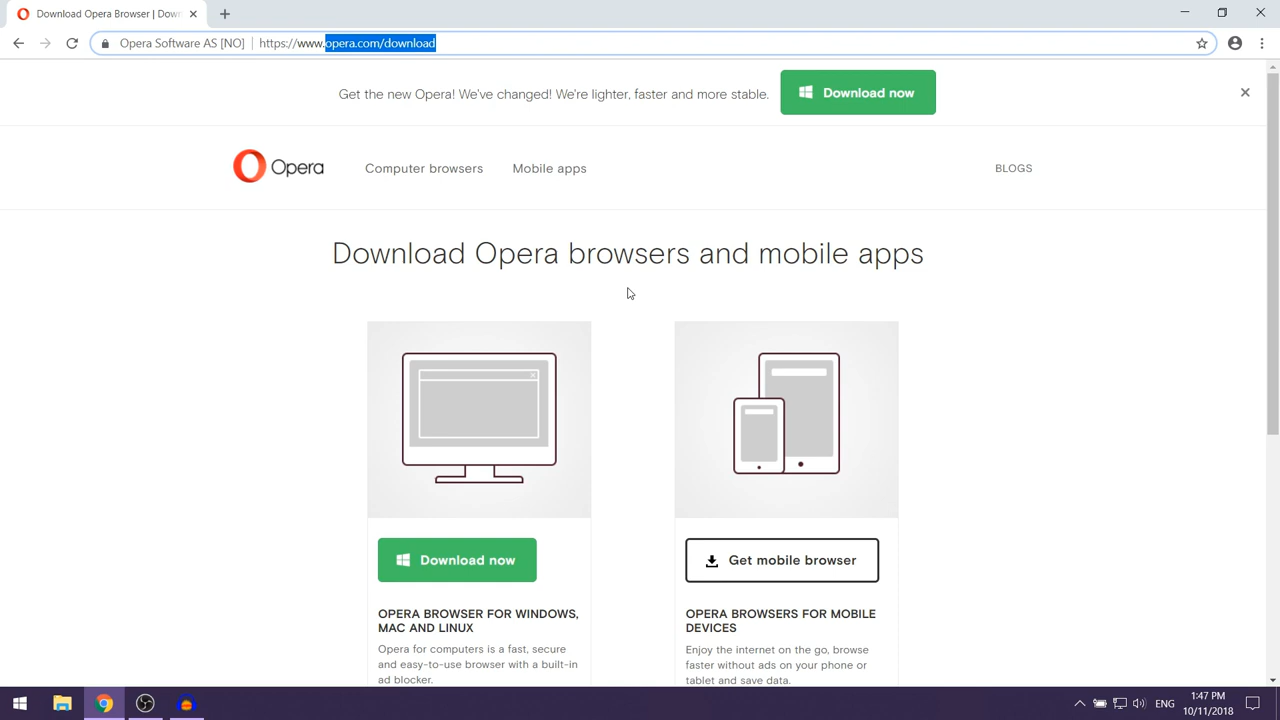 Download Opera Browser | Down
Opera Software AS [NO] | https://www.opera.com/download
Get the new Opera! We've changed! We're lighter, faster and more stable.
Download now
Opera
Computer browsers
Mobile apps
BLOGS
Download Opera browsers and mobile apps
Download now
OPERA BROWSER FOR WINDOWS,
MAC AND LINUX
Opera for computers is a fast, secure
and easy-to-use browser with a built-in
ad blocker.
Get mobile browser
OPERA BROWSERS FOR MOBILE
DEVICES
Enjoy the internet on the go, browse
faster without ads on your phone or
tablet and save data.
ENG
1:47 PM
10/11/2018